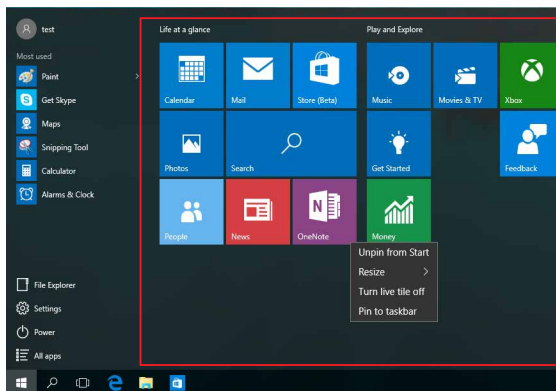 test
Most used
Paint
Get Skype
Maps
Snipping Tool
Calculator
Alarms & Clock
File Explorer
Settings
Power
All apps
Life at a glance
Play and Explore
Calendar
Mail
Store (Beta)
Music
Movies & TV
Xbox
Photos
Search
Get Started
Feedback
People
News
OneNote
Money
Unpin from Start
Resize
Turn live tile off
Pin to taskbar